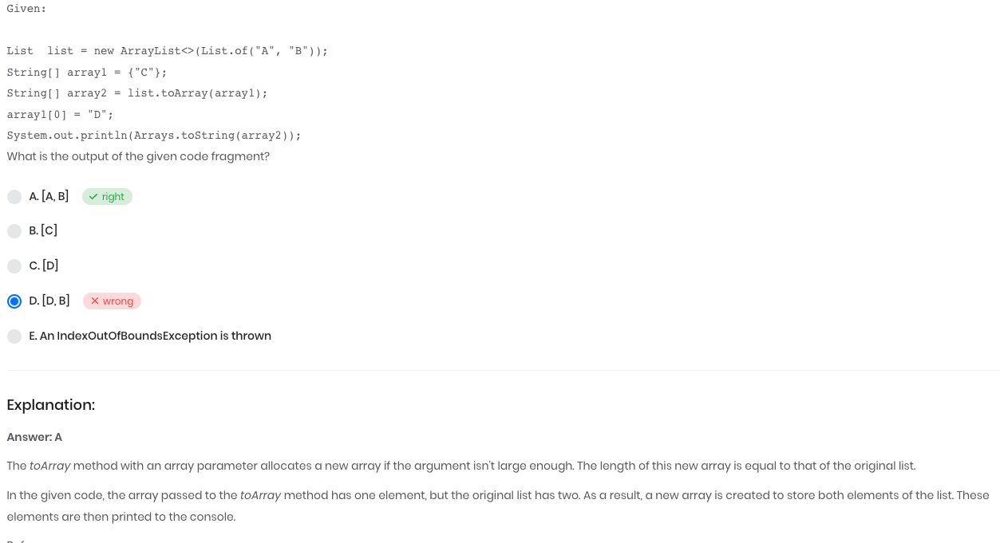 Given:
List  list = new ArrayList<>(List.of("A", "B"));
String[] array1 = {"C"};
String[] array2 = list.toArray(array1);
array1[0] = "D";
System.out.println(Arrays.toString(array2));
What is the output of the given code fragment?
A. [A, B] ✓ right
B. [C]
C. [D]
D. [D, B] ✕ wrong
E. An IndexOutOfBoundsException is thrown
Explanation:
Answer: A
The toArray method with an array parameter allocates a new array if the argument isn't large enough. The length of this new array is equal to that of the original list.
In the given code, the array passed to the toArray method has one element, but the original list has two. As a result, a new array is created to store both elements of the list. These
elements are then printed to the console.